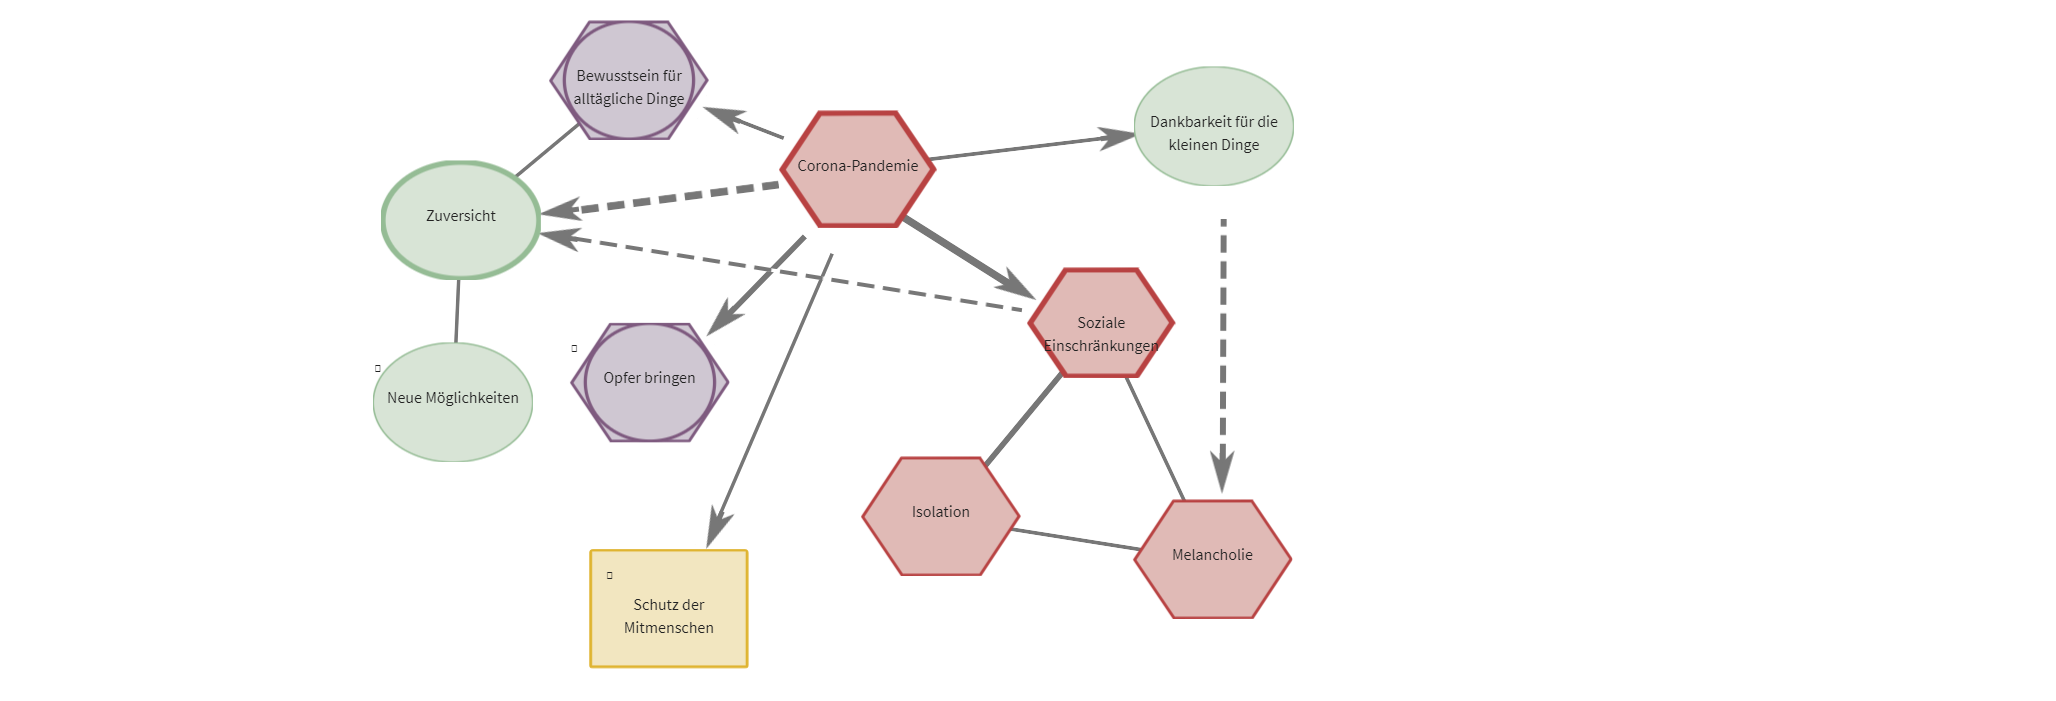 Bewusstsein für
alltägliche Dinge
Dankbarkeit für die
kleinen Dinge
Corona-Pandemie
Zuversicht
Soziale
Einschränkungen
Opfer bringen
Neue Möglichkeiten
Isolation
Melancholie
Schutz der
Mitmenschen